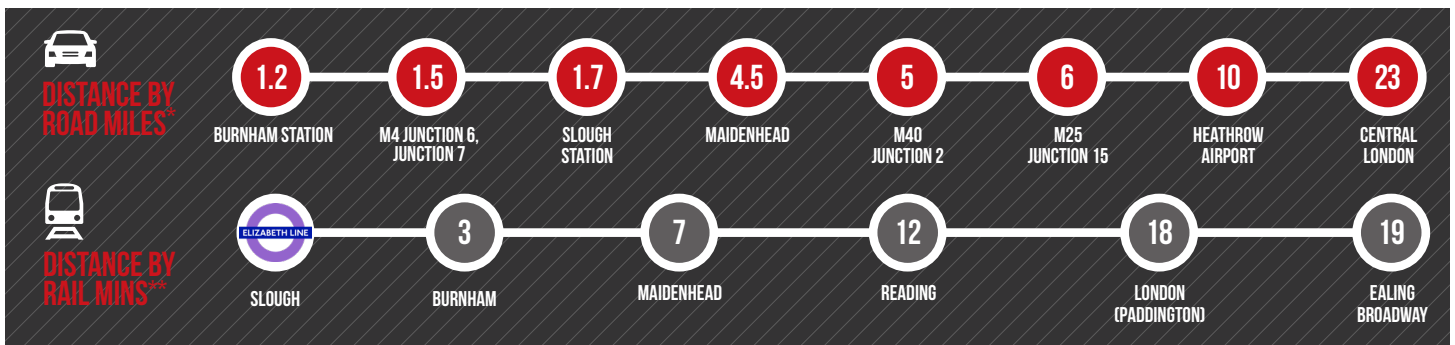 DISTANCE BY
ROAD MILES*
1.2
1.5
1.7
4.5
5
6
10
23
BURNHAM STATION
M4 JUNCTION 6,
JUNCTION 7
SLOUGH
STATION
MAIDENHEAD
M40
JUNCTION 2
M25
JUNCTION 15
HEATHROW
AIRPORT
CENTRAL
LONDON
DISTANCE BY
RAIL MINS**
ELIZABETH LINE
3
7
12
18
19
SLOUGH
BURNHAM
MAIDENHEAD
READING
LONDON
(PADDINGTON)
EALING
BROADWAY